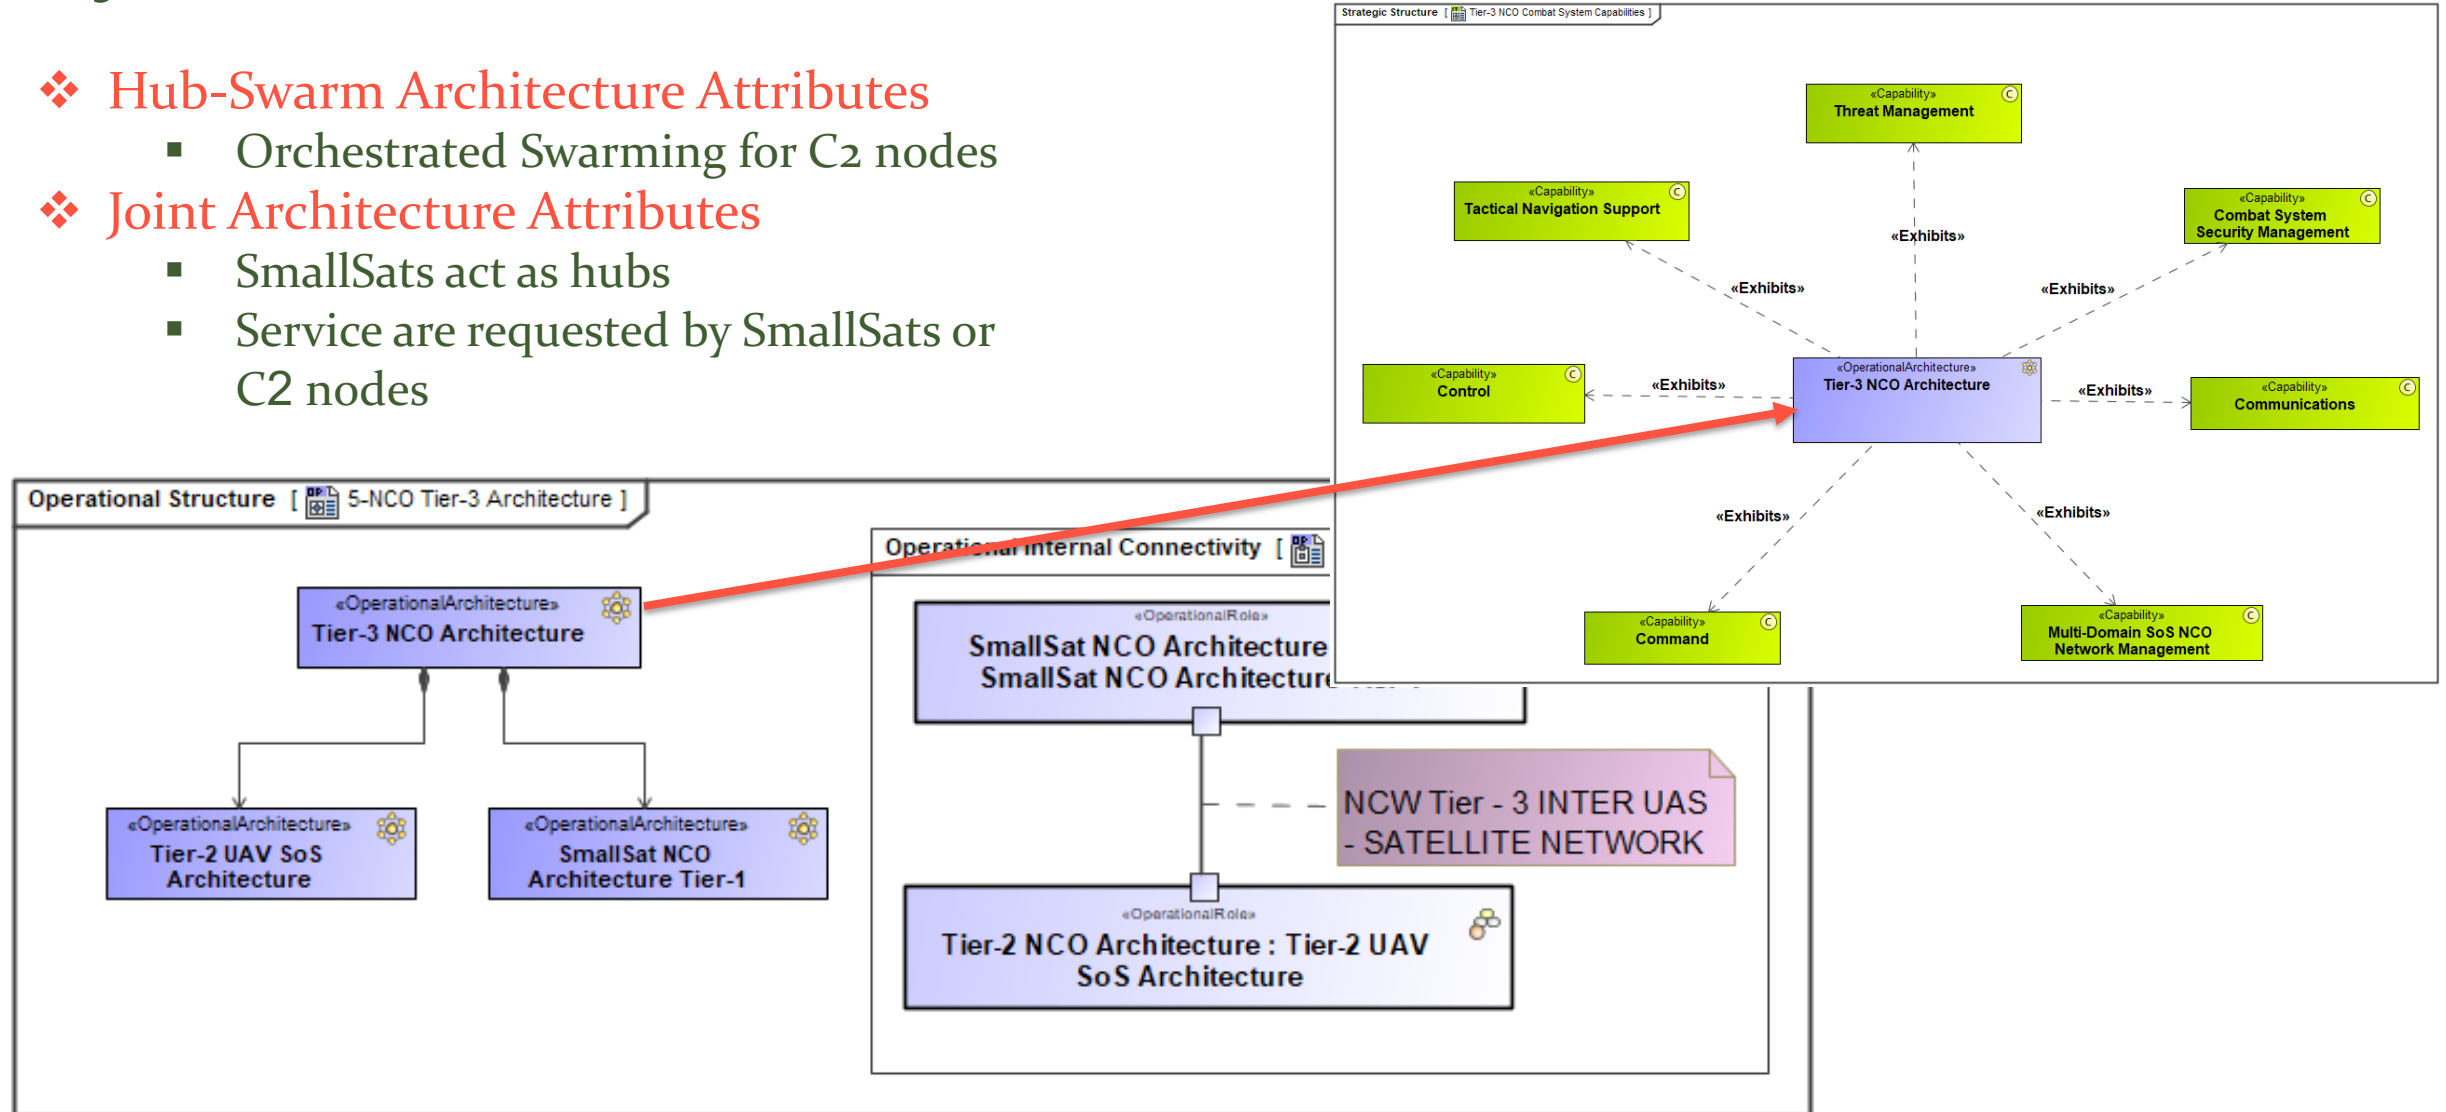 Hub-Swarm Architecture Attributes
Orchestrated Swarming for C2 nodes
Joint Architecture Attributes
SmallSats act as hubs
Service are requested by SmallSats or
C2 nodes
Strategic Structure [ Tier-3 NCO Combat System Capabilities ]
«Capability»
Threat Management
«Capability»
Tactical Navigation Support
«Capability»
Combat System
Security Management
«Exhibits»
«Exhibits»
«Exhibits»
«Capability»
Control
«Exhibits»
«OperationalArchitecture»
Tier-3 NCO Architecture
«Exhibits»
«Capability»
Communications
«Exhibits»
«Exhibits»
«Capability»
Command
«Capability»
Multi-Domain SoS NCO
Network Management
Operational Structure [ 5-NCO Tier-3 Architecture ]
«OperationalArchitecture»
Tier-3 NCO Architecture
«OperationalArchitecture»
Tier-2 UAV SoS
Architecture
«OperationalArchitecture»
SmallSat NCO
Architecture Tier-1
Operational Internal Connectivity [
«OperationalRole»
SmallSat NCO Architecture
SmallSat NCO Architecture
NCW Tier - 3 INTER UAS
- SATELLITE NETWORK
«OperationalRole»
Tier-2 NCO Architecture : Tier-2 UAV
SoS Architecture